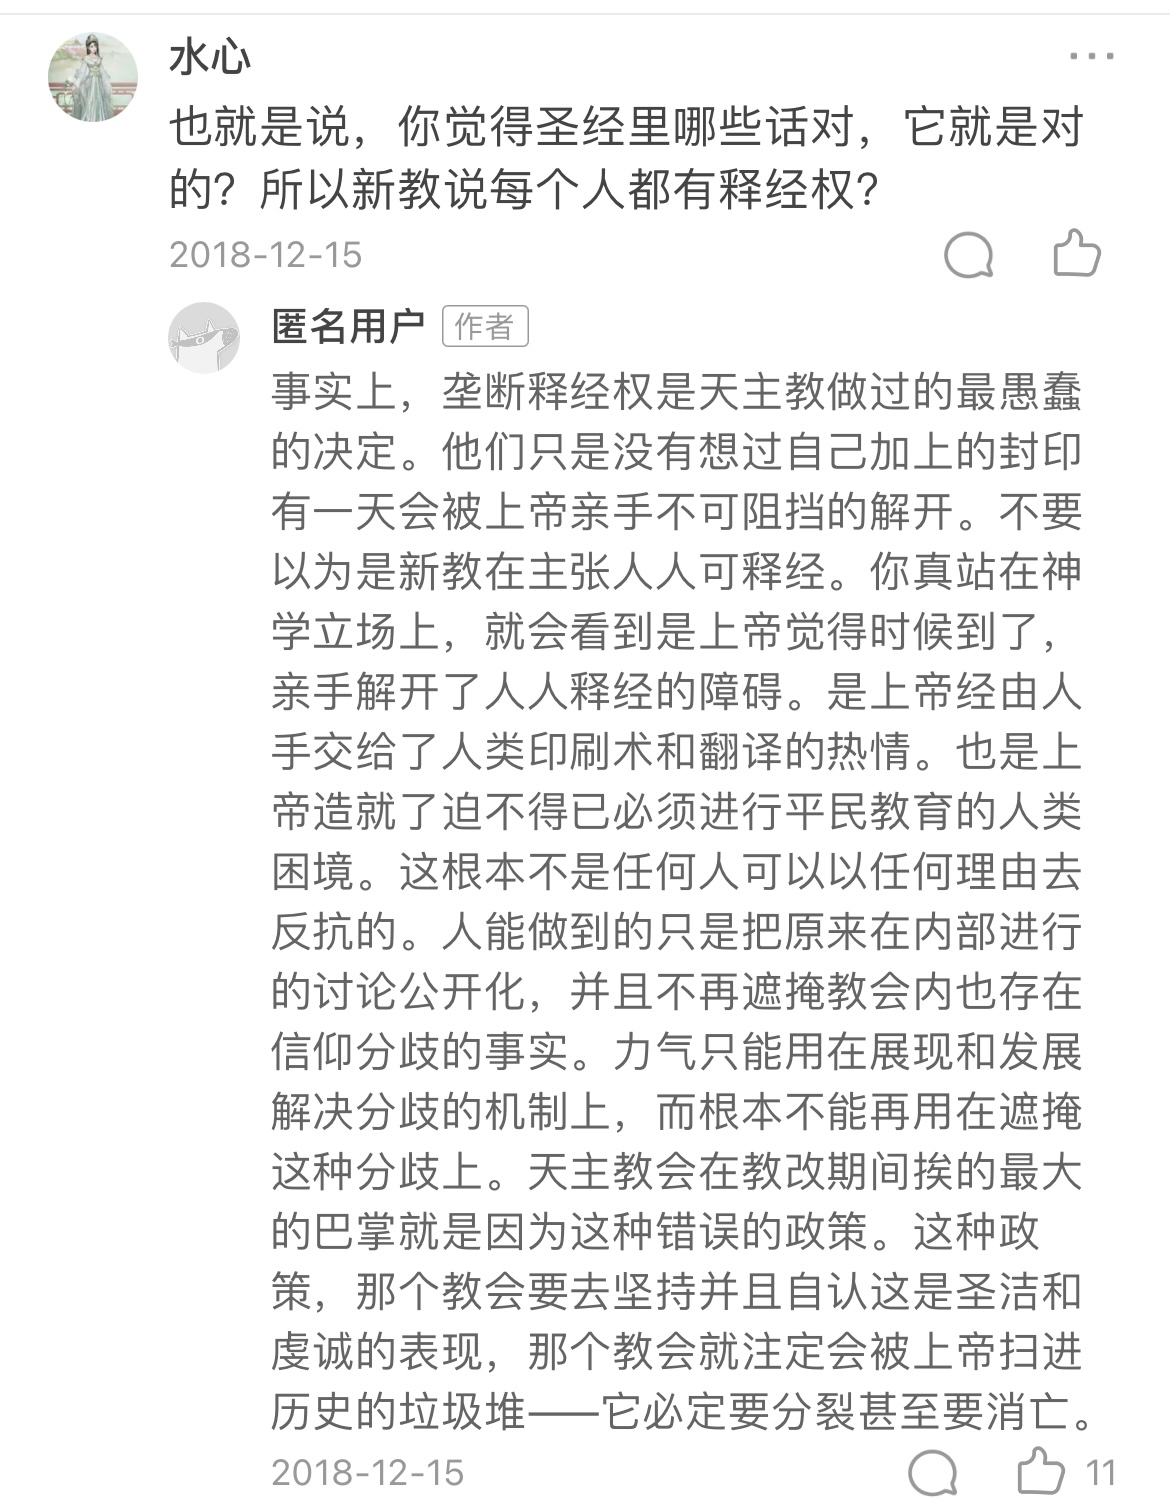 水心
也就是说，你觉得圣经里哪些话对，它就是对
的？所以新教说每个人都有释经权？
2018-12-15
匿名用户 作者
事实上，垄断释经权是天主教做过的最愚蠢
的决定。他们只是没有想过自己加上的封印
有一天会被上帝亲手不可阻挡的解开。不要
以为是新教在主张人人可释经。你真站在神
学立场上，就会看到是上帝觉得时候到了，
亲手解开了人人释经的障碍。是上帝经由人
手交给了人类印刷术和翻译的热情。也是上
帝造就了迫不得已必须进行平民教育的人类
困境。这根本不是任何人可以以任何理由去
反抗的。人能做到的只是把原来在内部进行
的讨论公开化，并且不再遮掩教会内也存在
信仰分歧的事实。力气只能用在展现和发展
解决分歧的机制上，而根本不能再用在遮掩
这种分歧上。天主教会在教改期间挨的最大
的巴掌就是因为这种错误的政策。这种政
策，那个教会要去坚持并且自认这是圣洁和
虔诚的表现，那个教会就注定会被上帝扫进
历史的垃圾堆——它必定要分裂甚至要消亡。
2018-12-15 11